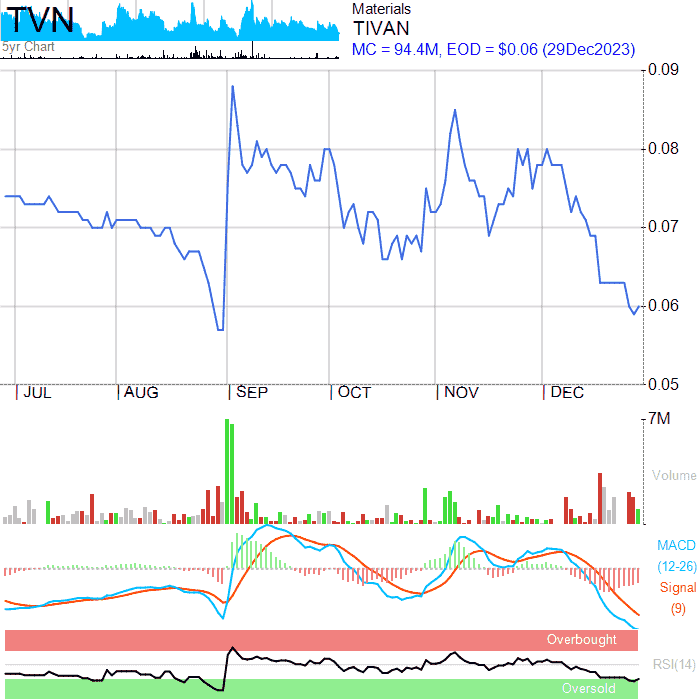 TVN
5yr Chart
Materials
TIVAN
MC = 94.4M, EOD = $0.06 (29Dec2023)
0.09
0.08
0.07
0.06
0.05
JUL AUG SEP OCT NOV DEC
7M
Volume
MACD
(12-26)
Signal
(9)
Overbought
RSI(14)
Oversold